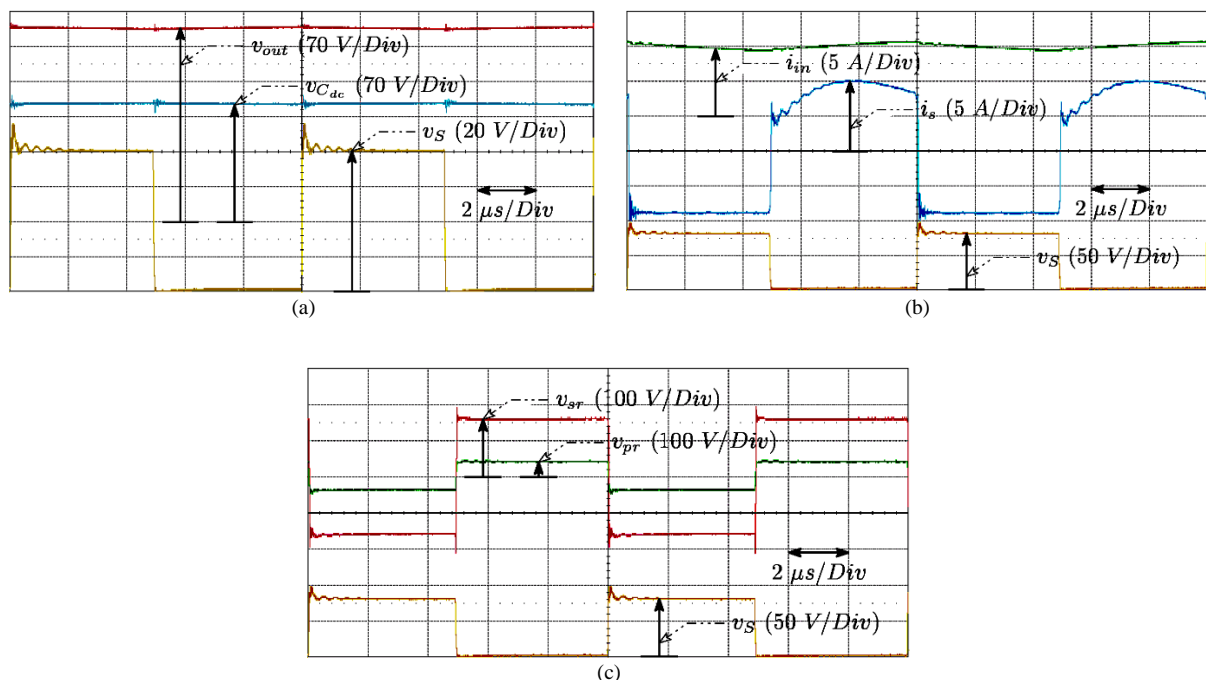 v_out (70 V/Div)
v_Cdc (70 V/Div)
v_S (20 V/Div)
2 μs/Div
(a)
i_in (5 A/Div)
i_s (5 A/Div)
2 μs/Div
v_S (50 V/Div)
(b)
v_sr (100 V/Div)
v_pr (100 V/Div)
2 μs/Div
v_S (50 V/Div)
(c)